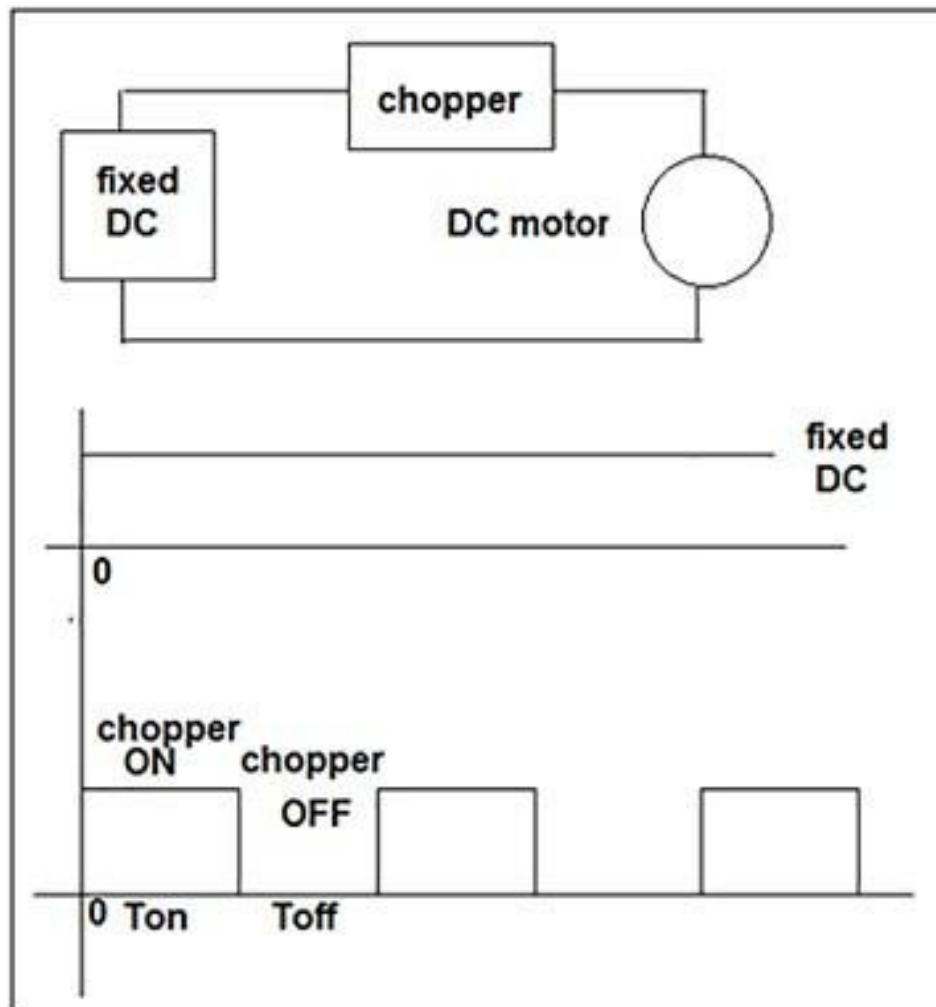 chopper
fixed
DC
DC motor
fixed
DC
0
chopper
ON
chopper
OFF
0
Ton
Toff